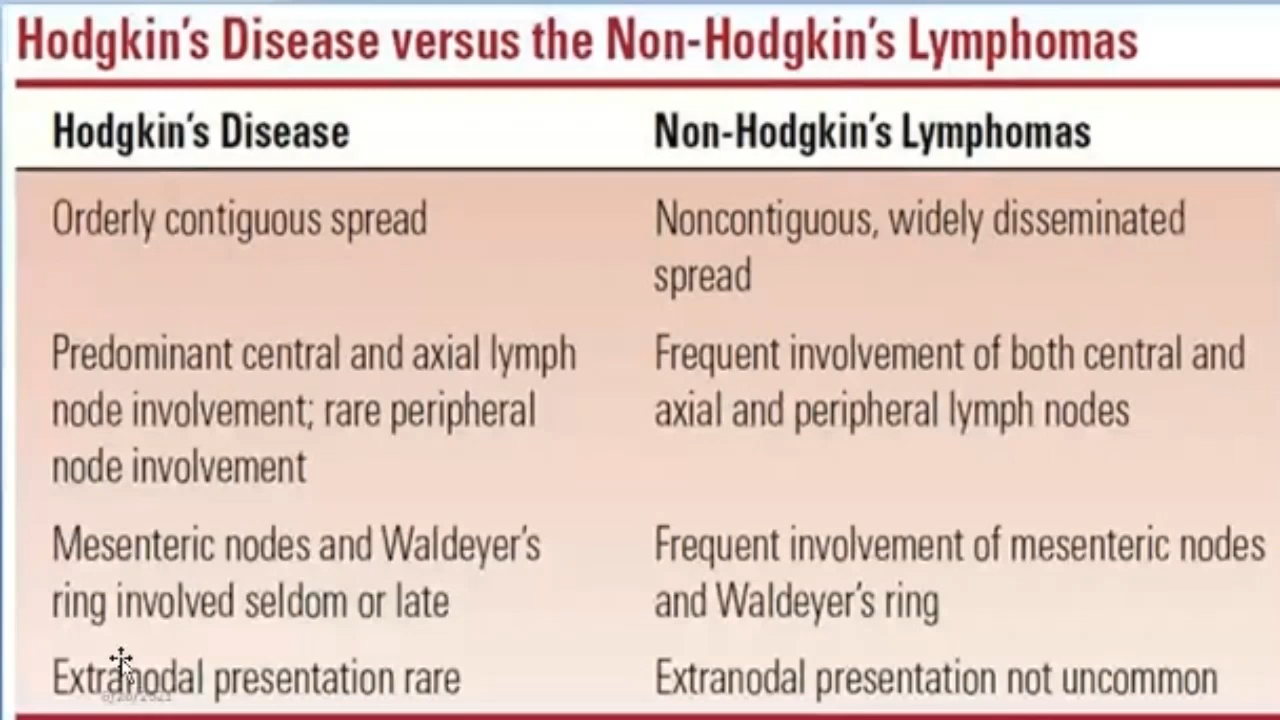 Hodgkin's Disease versus the Non-Hodgkin's Lymphomas
Hodgkin's Disease
Non-Hodgkin's Lymphomas
Orderly contiguous spread
Noncontiguous, widely disseminated
spread
Predominant central and axial lymph
node involvement; rare peripheral
node involvement
Frequent involvement of both central and
axial and peripheral lymph nodes
Mesenteric nodes and Waldeyer's
ring involved seldom or late
Frequent involvement of mesenteric nodes
and Waldeyer's ring
Extranodal presentation rare
Extranodal presentation not uncommon